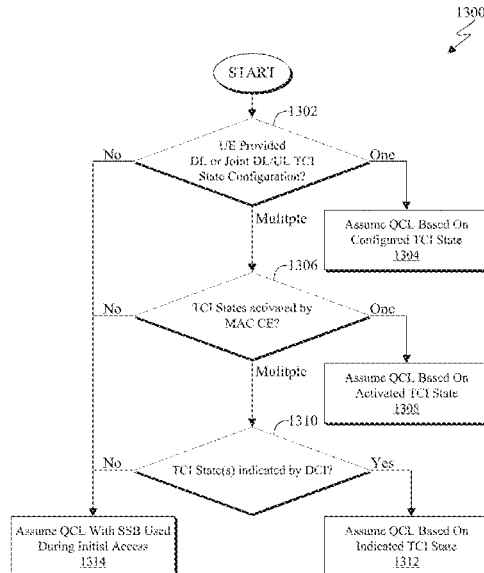 1300
START
1302
UE Provided
DL or Joint DL/UL TCI
State Configuration?
No
One
Mulitple
Assume QCL Based On
Configured TCI State
1304
1306
TCI States activated by
MAC CE?
No
One
Mulitple
Assume QCL Based On
Activated TCI State
1308
1310
TCI State(s) indicated by DCI?
No
Yes
Assume QCL With SSB Used
During Initial Access
1314
Assume QCL Based On
Indicated TCI State
1312